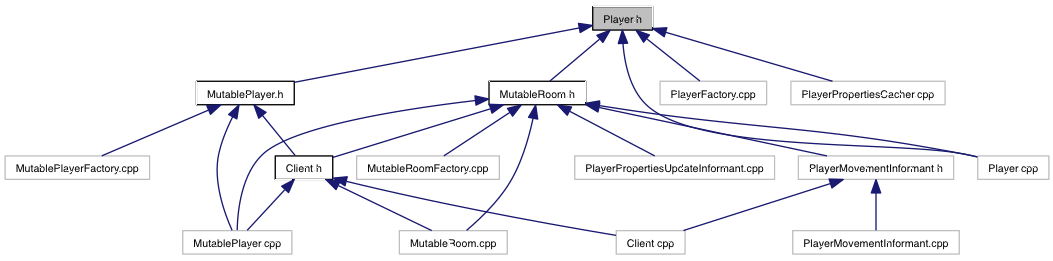 Player.h
MutablePlayer.h
MutableRoom.h
PlayerFactory.cpp
PlayerPropertiesCacher.cpp
MutablePlayerFactory.cpp
Client.h
MutableRoomFactory.cpp
PlayerPropertiesUpdateInformant.cpp
PlayerMovementInformant.h
Player.cpp
MutablePlayer.cpp
MutableRoom.cpp
Client.cpp
PlayerMovementInformant.cpp